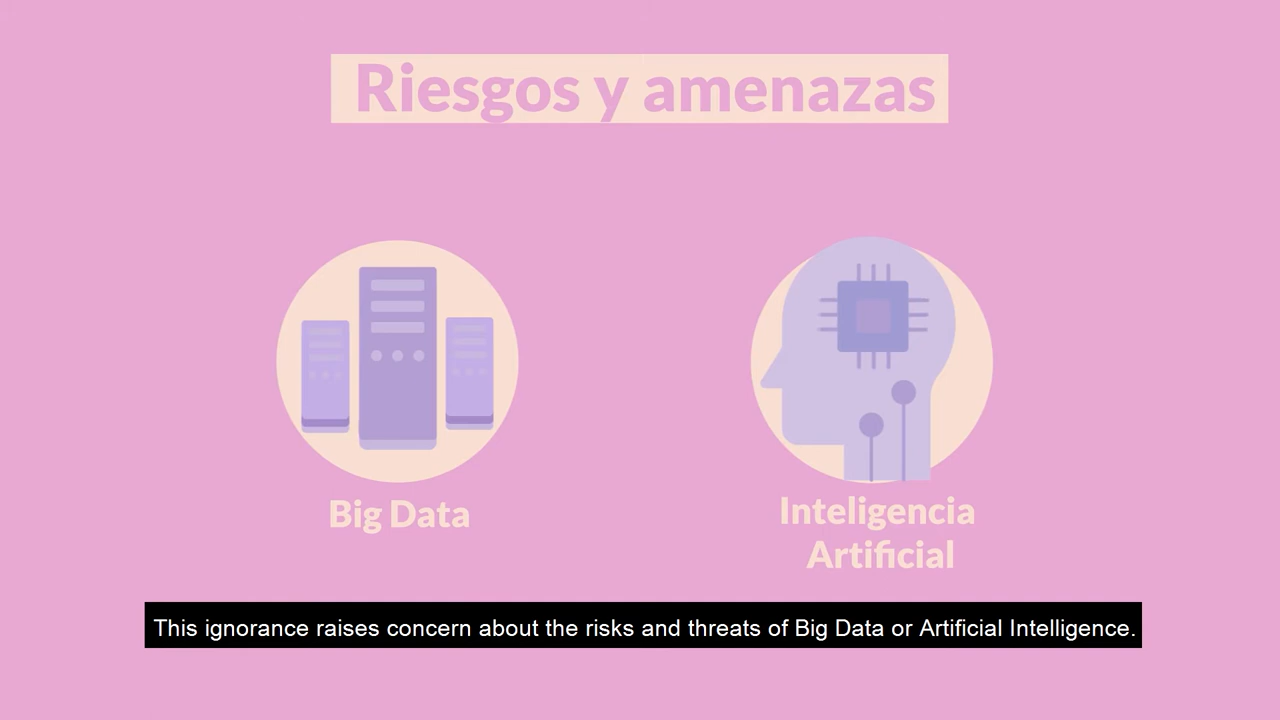 Riesgos y amenazas
Big Data
Inteligencia
Artificial
This ignorance raises concern about the risks and threats of Big Data or Artificial Intelligence.